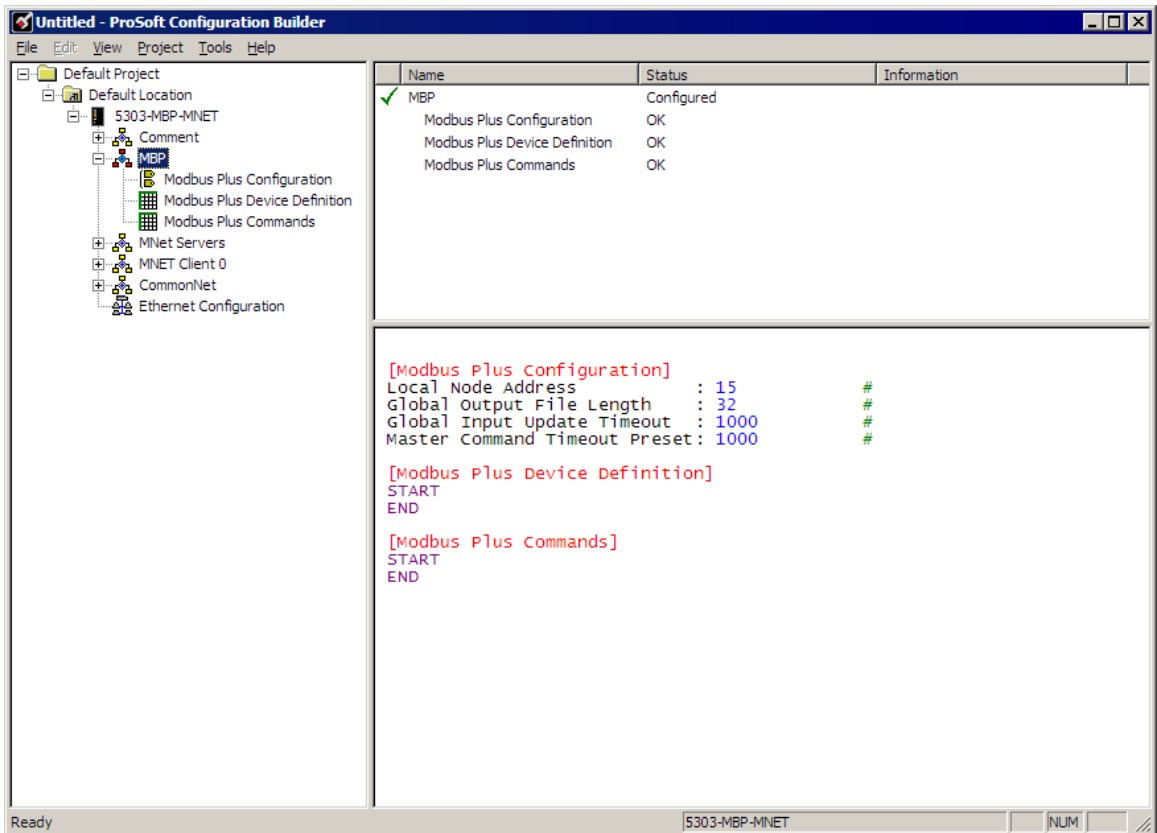 Untitled - ProSoft Configuration Builder
File Edit View Project Tools Help
Default Project
Default Location
5303-MBP-MNET
Comment
MBP
Modbus Plus Configuration
Modbus Plus Device Definition
Modbus Plus Commands
MNet Servers
MNET Client 0
CommonNet
Ethernet Configuration
Name Status Information
MBP Configured
Modbus Plus Configuration OK
Modbus Plus Device Definition OK
Modbus Plus Commands OK
[Modbus Plus Configuration]
Local Node Address : 15 #
Global Output File Length : 32 #
Global Input Update Timeout : 1000 #
Master Command Timeout Preset: 1000 #
[Modbus Plus Device Definition]
START
END
[Modbus Plus Commands]
START
END
Ready 5303-MBP-MNET NUM